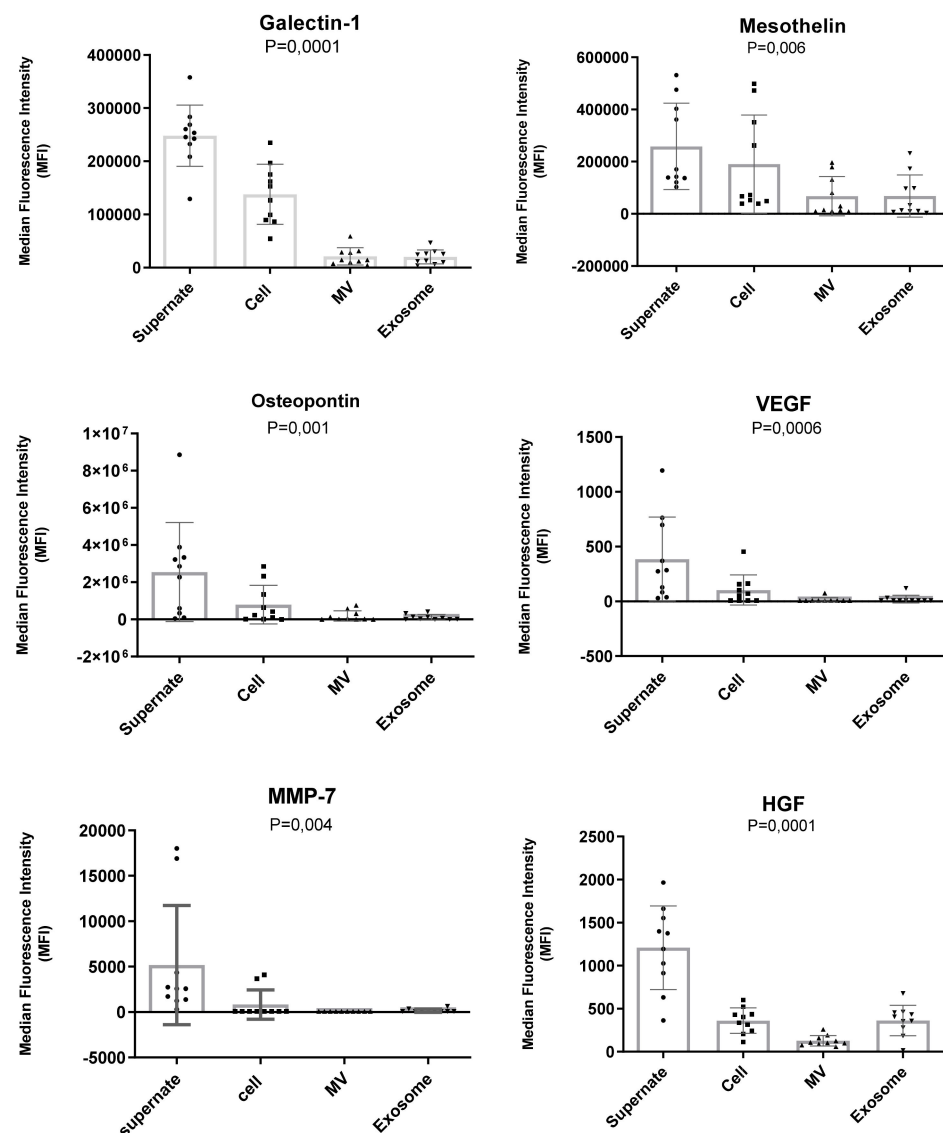 Galectin-1
P=0,0001
Median Fluorescence Intensity
(MFI)
400000
300000
200000
100000
0
Supernate
Cell
MV
Exosome
Mesothelin
P=0,006
Median Fluorescence Intensity
(MFI)
600000
400000
200000
0
-200000
Supernate
Cell
MV
Exosome
Osteopontin
P=0,001
Median Fluorescence Intensity
(MFI)
1×10⁷
8×10⁶
6×10⁶
4×10⁶
2×10⁶
0
-2×10⁶
Supernate
Cell
MV
Exosome
VEGF
P=0,0006
Median Fluorescence Intensity
(MFI)
1500
1000
500
0
-500
Supernate
Cell
MV
Exosome
MMP-7
P=0,004
Median Fluorescence Intensity
(MFI)
20000
15000
10000
5000
0
-5000
supernate
cell
MV
Exosome
HGF
P=0,0001
Median Fluorescence Intensity
(MFI)
2500
2000
1500
1000
500
0
Supernate
Cell
MV
Exosome